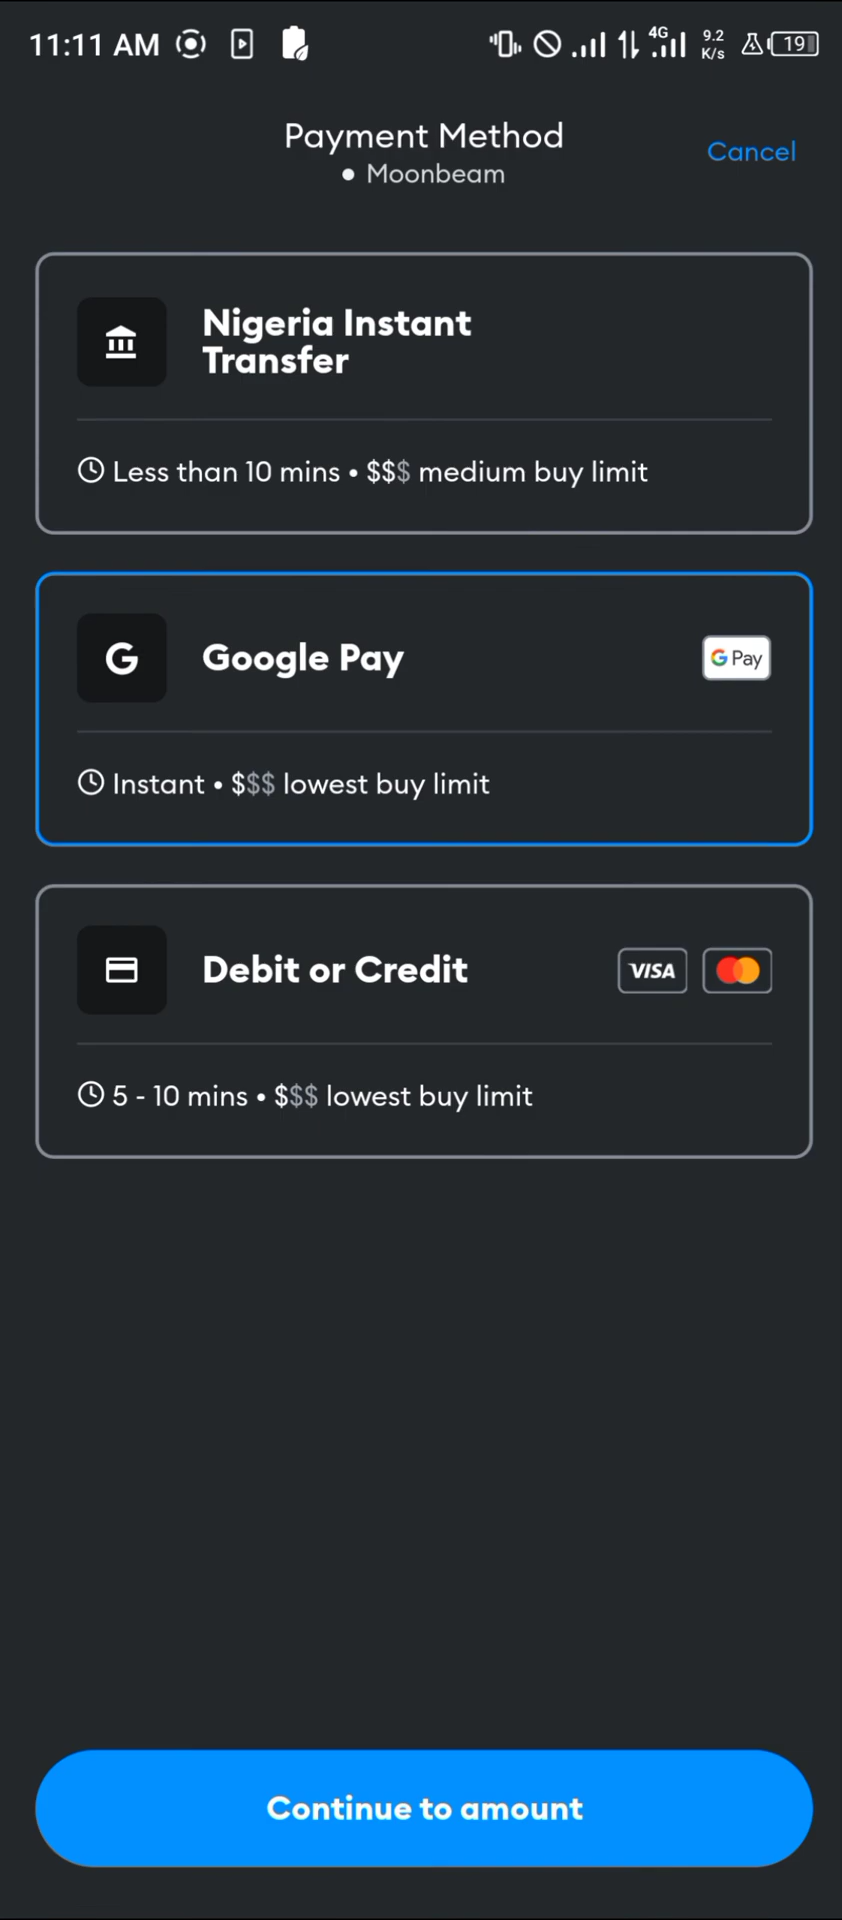 11:11 AM 4G 9.2 K/s 19
Payment Method
Cancel
• Moonbeam
Nigeria Instant
Transfer
Less than 10 mins • $$$ medium buy limit
G Google Pay G Pay
Instant • $$$ lowest buy limit
Debit or Credit VISA
5 - 10 mins • $$$ lowest buy limit
Continue to amount